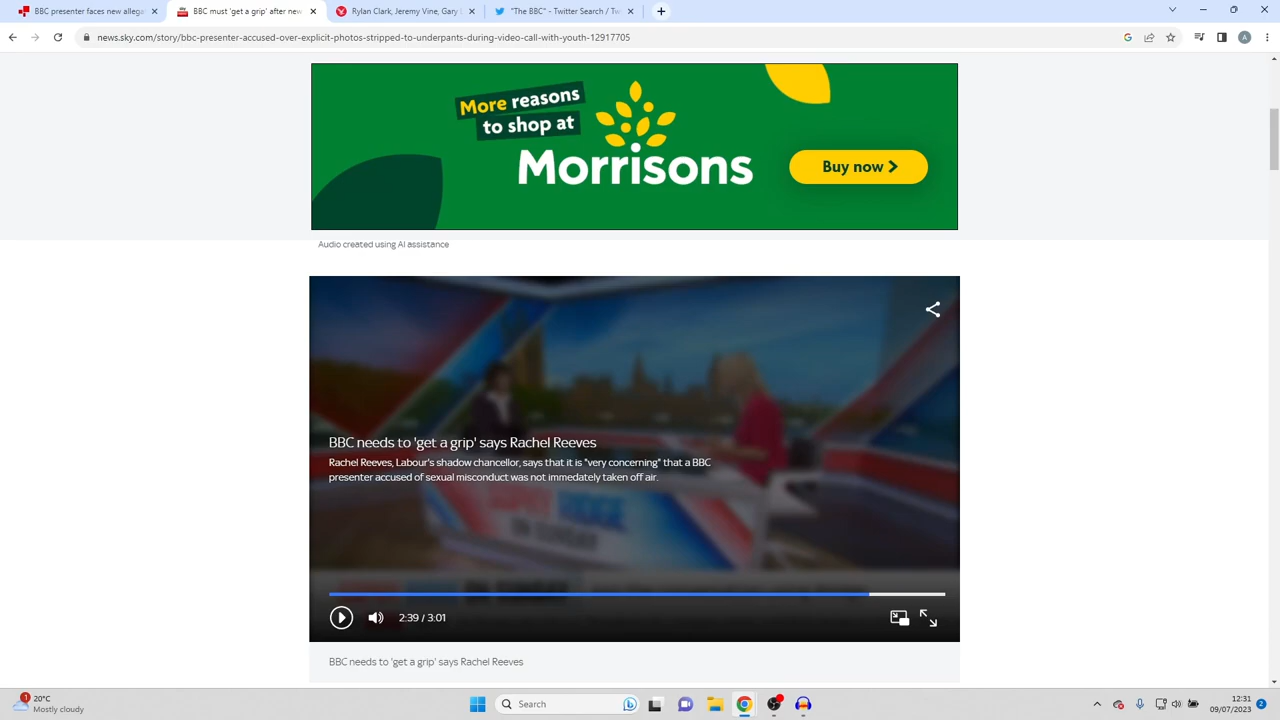 BBC presenter faces new allega
BBC must 'get a grip' after new
Rylan Clark, Jeremy Vine, Gary L
"The BBC" - Twitter Search / Tw
news.sky.com/story/bbc-presenter-accused-over-explicit-photos-stripped-to-underpants-during-video-call-with-youth-12917705
A
More reasons
to shop at
Morrisons
Buy now
Audio created using AI assistance
BBC needs to 'get a grip' says Rachel Reeves
Rachel Reeves, Labour's shadow chancellor, says that it is "very concerning" that a BBC
presenter accused of sexual misconduct was not immedately taken off air.
2:39 / 3:01
BBC needs to 'get a grip' says Rachel Reeves
1
20°C
Mostly cloudy
Search
12:31
09/07/2023
2